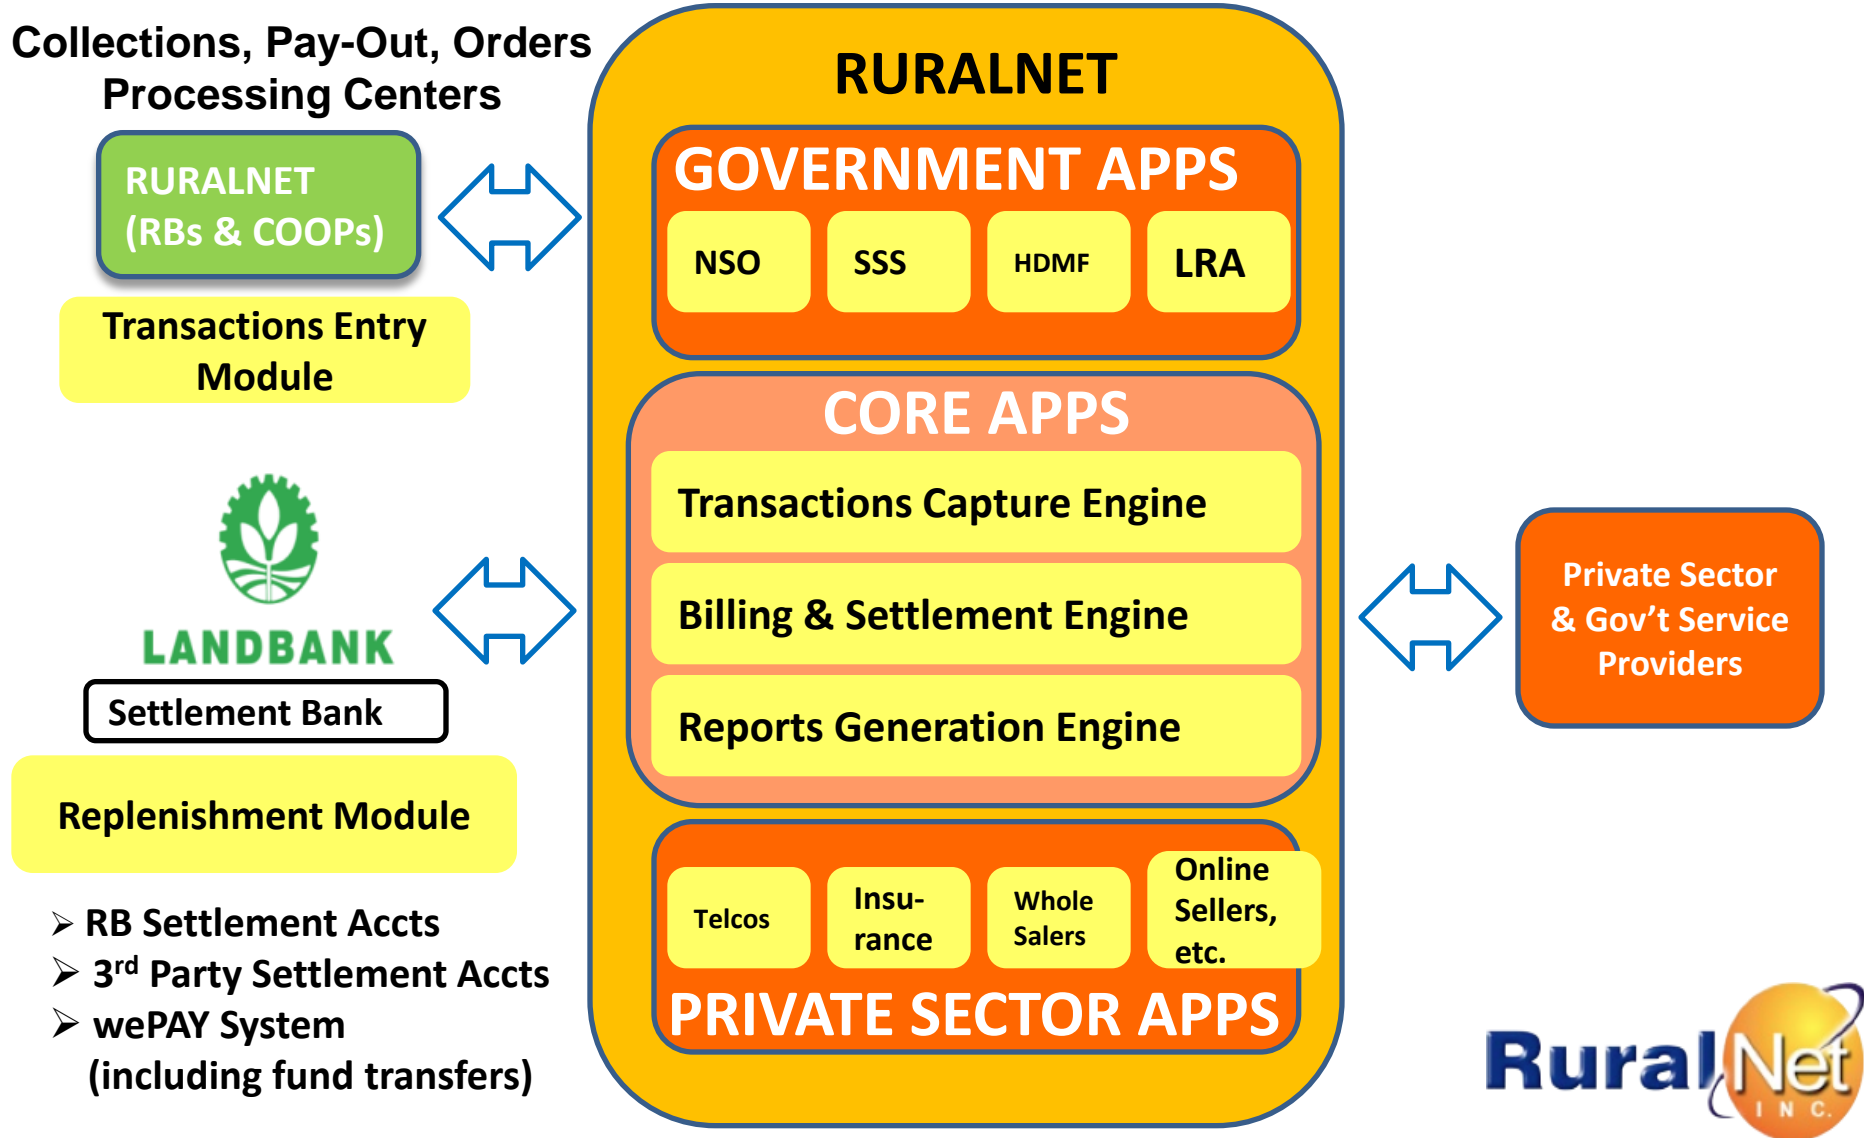 Collections, Pay-Out, Orders
Processing Centers
RURALNET
(RBs & COOPs)
Transactions Entry
Module
LANDBANK
Settlement Bank
Replenishment Module
➢ RB Settlement Accts
➢ 3rd Party Settlement Accts
➢ wePAY System
(including fund transfers)
RURALNET
GOVERNMENT APPS
NSO
SSS
HDMF
LRA
CORE APPS
Transactions Capture Engine
Billing & Settlement Engine
Reports Generation Engine
Telcos
Insu-
rance
Whole
Salers
Online
Sellers,
etc.
PRIVATE SECTOR APPS
Private Sector
& Gov’t Service
Providers
RuralNet
INC.